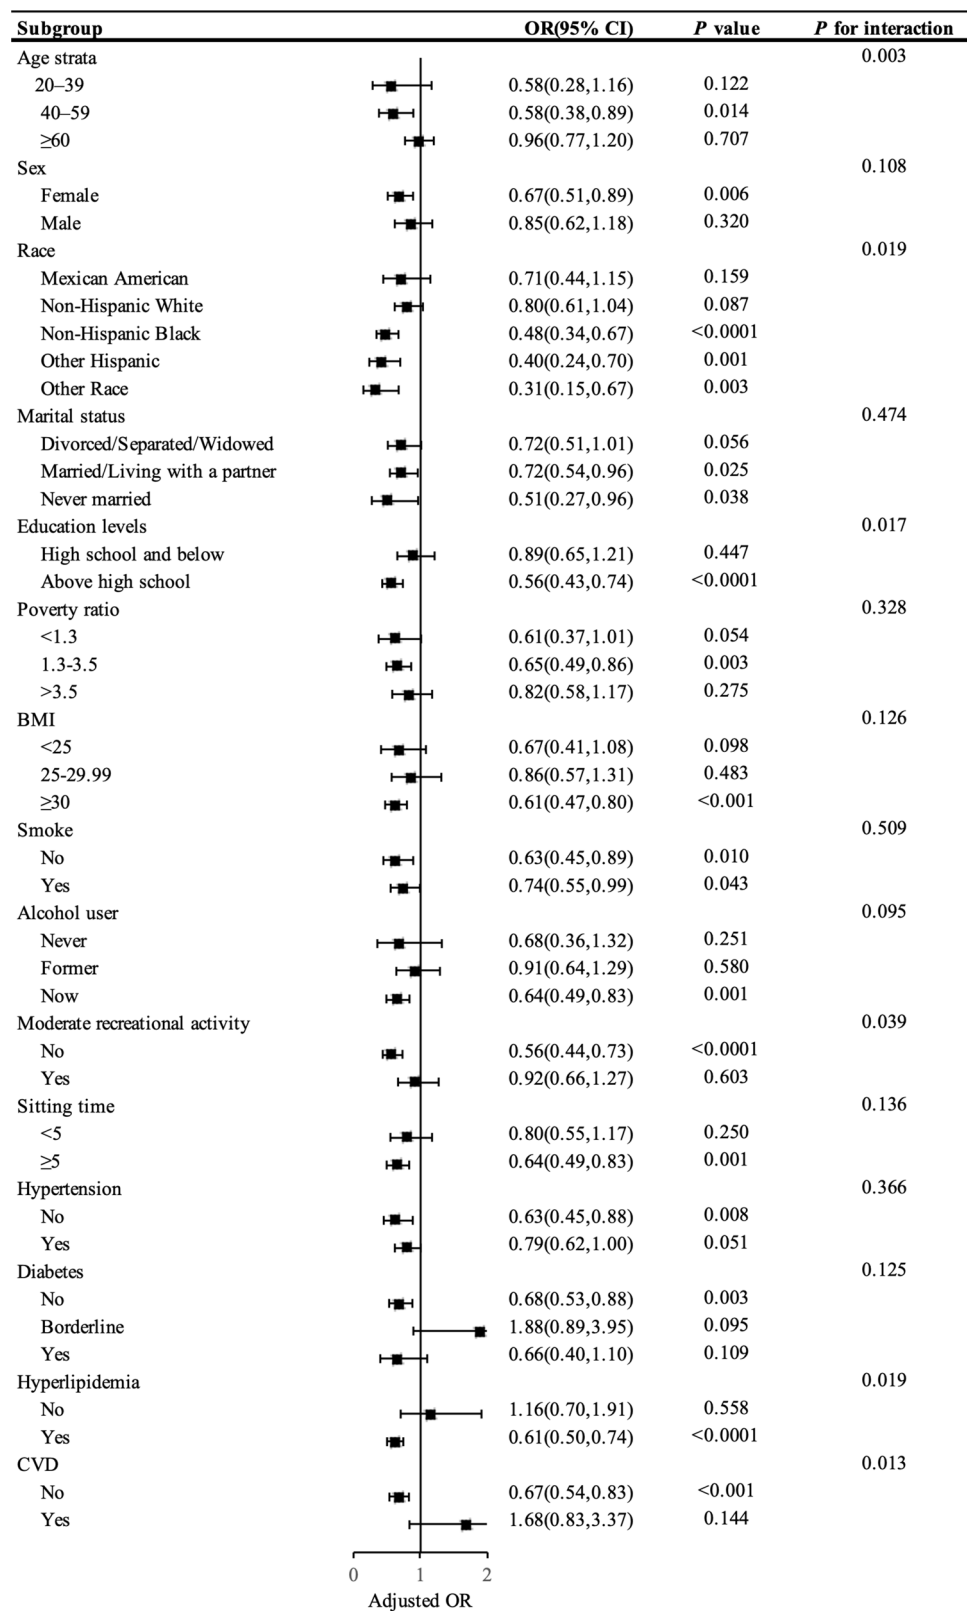 Subgroup OR(95% CI) P value P for interaction
Age strata 0.003
20–39 0.58(0.28,1.16) 0.122
40–59 0.58(0.38,0.89) 0.014
≥60 0.96(0.77,1.20) 0.707
Sex 0.108
Female 0.67(0.51,0.89) 0.006
Male 0.85(0.62,1.18) 0.320
Race 0.019
Mexican American 0.71(0.44,1.15) 0.159
Non-Hispanic White 0.80(0.61,1.04) 0.087
Non-Hispanic Black 0.48(0.34,0.67) <0.0001
Other Hispanic 0.40(0.24,0.70) 0.001
Other Race 0.31(0.15,0.67) 0.003
Marital status 0.474
Divorced/Separated/Widowed 0.72(0.51,1.01) 0.056
Married/Living with a partner 0.72(0.54,0.96) 0.025
Never married 0.51(0.27,0.96) 0.038
Education levels 0.017
High school and below 0.89(0.65,1.21) 0.447
Above high school 0.56(0.43,0.74) <0.0001
Poverty ratio 0.328
<1.3 0.61(0.37,1.01) 0.054
1.3-3.5 0.65(0.49,0.86) 0.003
>3.5 0.82(0.58,1.17) 0.275
BMI 0.126
<25 0.67(0.41,1.08) 0.098
25-29.99 0.86(0.57,1.31) 0.483
≥30 0.61(0.47,0.80) <0.001
Smoke 0.509
No 0.63(0.45,0.89) 0.010
Yes 0.74(0.55,0.99) 0.043
Alcohol user 0.095
Never 0.68(0.36,1.32) 0.251
Former 0.91(0.64,1.29) 0.580
Now 0.64(0.49,0.83) 0.001
Moderate recreational activity 0.039
No 0.56(0.44,0.73) <0.0001
Yes 0.92(0.66,1.27) 0.603
Sitting time 0.136
<5 0.80(0.55,1.17) 0.250
≥5 0.64(0.49,0.83) 0.001
Hypertension 0.366
No 0.63(0.45,0.88) 0.008
Yes 0.79(0.62,1.00) 0.051
Diabetes 0.125
No 0.68(0.53,0.88) 0.003
Borderline 1.88(0.89,3.95) 0.095
Yes 0.66(0.40,1.10) 0.109
Hyperlipidemia 0.019
No 1.16(0.70,1.91) 0.558
Yes 0.61(0.50,0.74) <0.0001
CVD 0.013
No 0.67(0.54,0.83) <0.001
Yes 1.68(0.83,3.37) 0.144
0 1 2
Adjusted OR